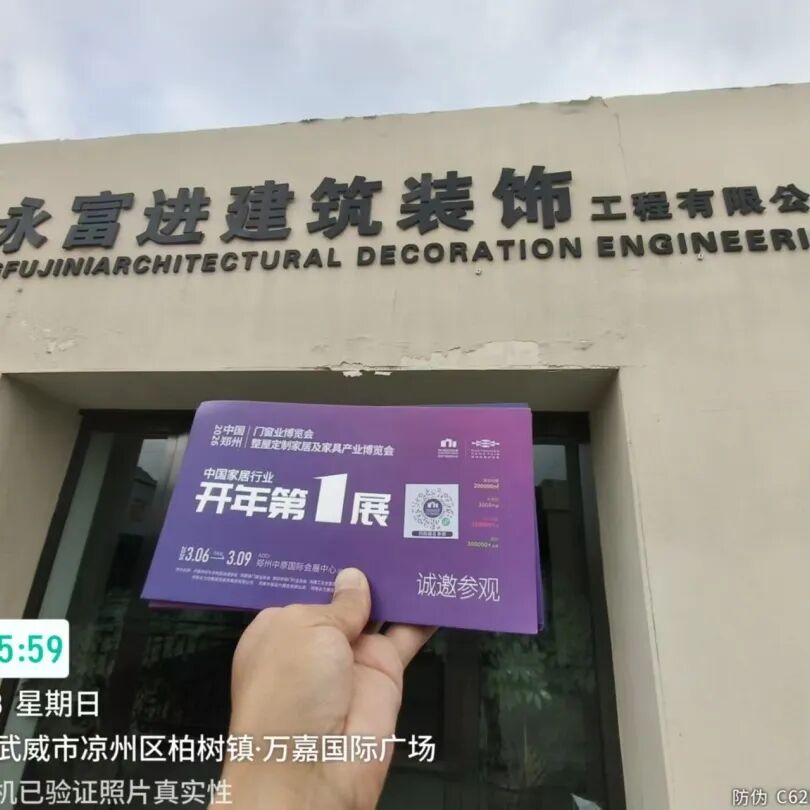 永富进建筑装饰工程有限公
FUJINIARCHITECTURAL DECORATION ENGINEERI
2026
中国
郑州
门窗业博览会
整屋定制家居及家具产业博览会
中国家居行业
开年第1展
3.06—3.09
郑州中原国际会展中心
诚邀参观
5:59
星期日
武威市凉州区柏树镇·万嘉国际广场
机已验证照片真实性
防伪 C62